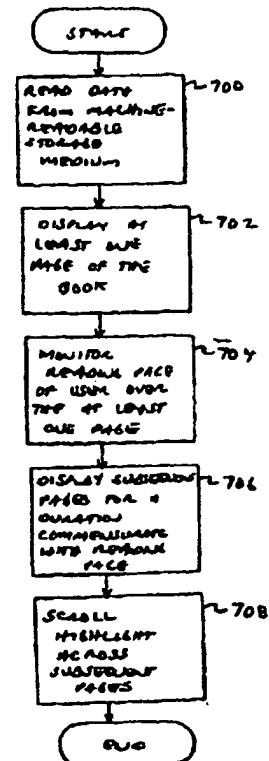 START
READ DATA
FROM MACHINE-
READABLE
STORAGE
MEDIUM
700
DISPLAY AT
LEAST ONE
PAGE OF THE
BOOK
702
MONITOR
READING PACE
OF USER OVER
THE AT LEAST
ONE PAGE
704
DISPLAY SUBSEQUENT
PAGES FOR A
DURATION
COMMENSURATE
WITH READING
PACE
706
SCROLL
HIGHLIGHT
ACROSS
SUBSEQUENT
PAGES
708
END